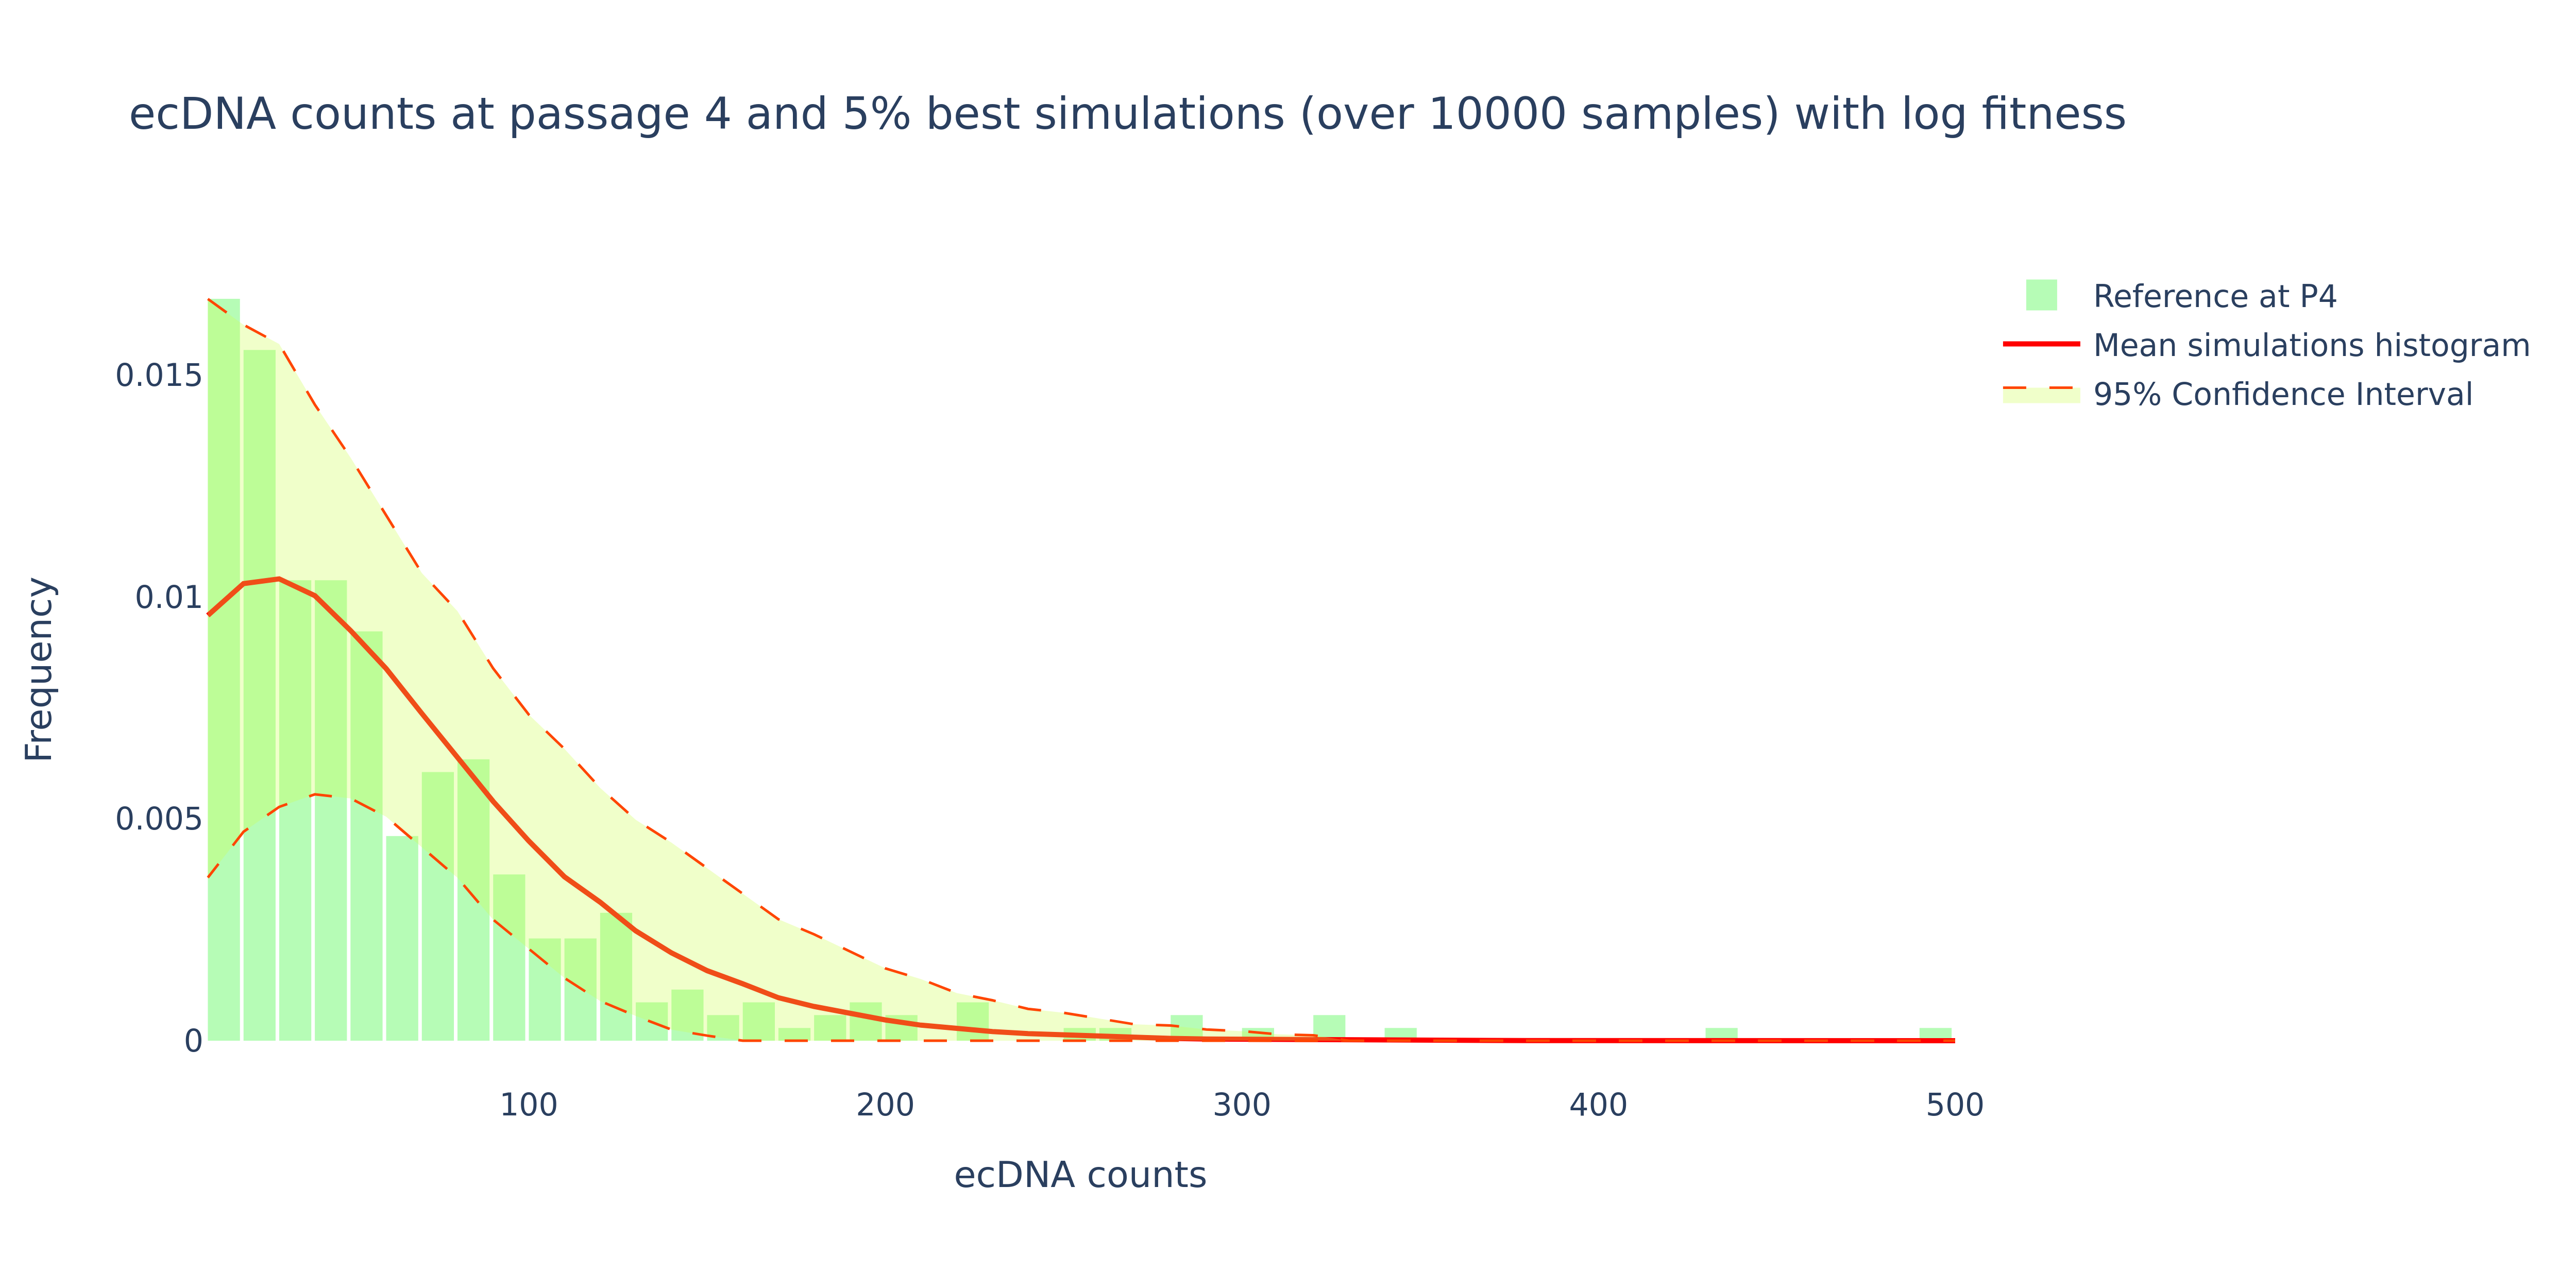 ecDNA counts at passage 4 and 5% best simulations (over 10000 samples) with log fitness
Reference at P4
Mean simulations histogram
95% Confidence Interval
Frequency
0.015
0.01
0.005
0
100 200 300 400 500
ecDNA counts